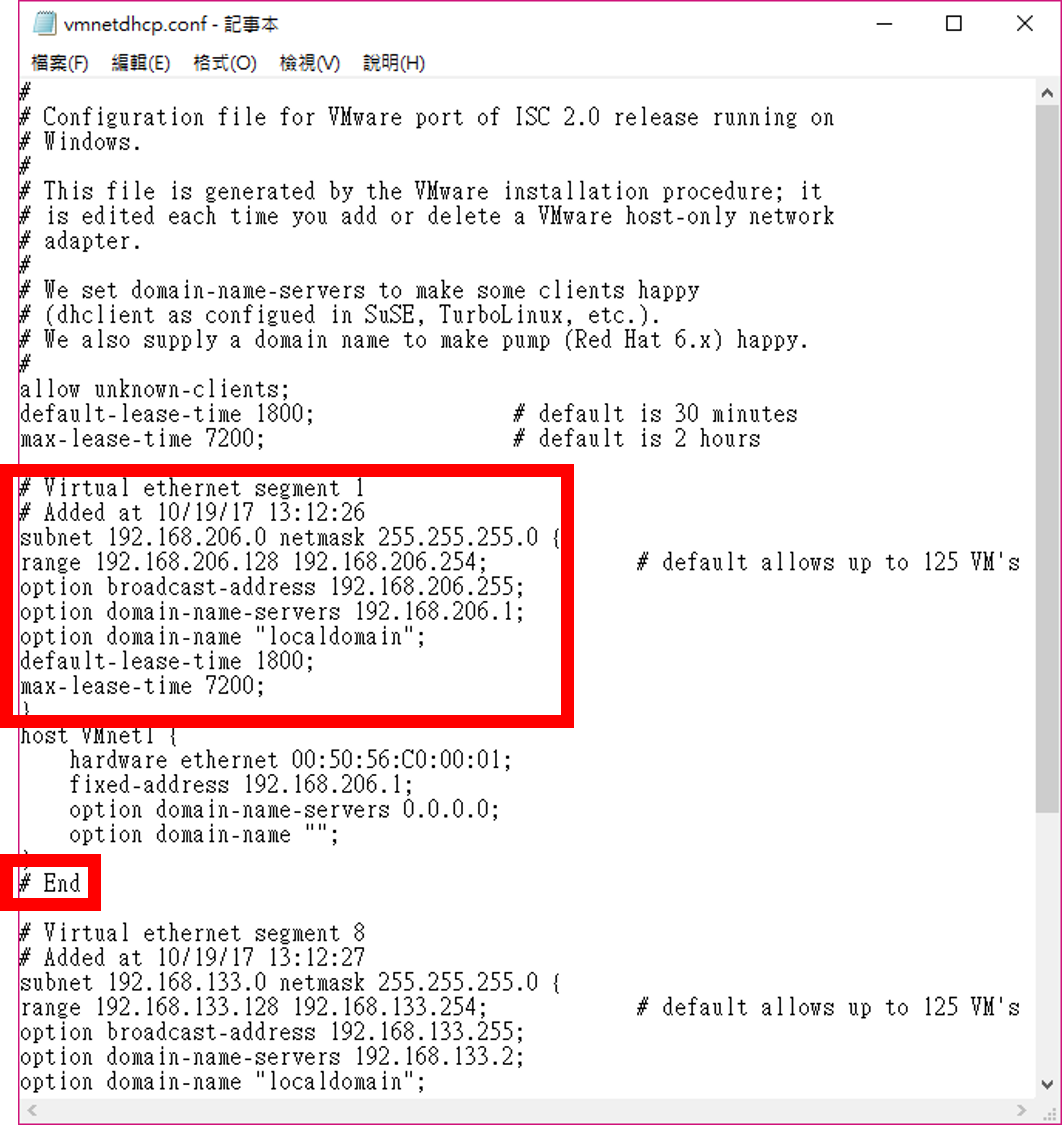 vmnetdhcp.conf - 記事本
檔案(F) 編輯(E) 格式(O) 檢視(V) 說明(H)
#
# Configuration file for VMware port of ISC 2.0 release running on
# Windows.
#
# This file is generated by the VMware installation procedure; it
# is edited each time you add or delete a VMware host-only network
# adapter.
#
# We set domain-name-servers to make some clients happy
# (dhclient as configued in SuSE, TurboLinux, etc.).
# We also supply a domain name to make pump (Red Hat 6.x) happy.
#
allow unknown-clients;
default-lease-time 1800; # default is 30 minutes
max-lease-time 7200; # default is 2 hours
# Virtual ethernet segment 1
# Added at 10/19/17 13:12:26
subnet 192.168.206.0 netmask 255.255.255.0 {
range 192.168.206.128 192.168.206.254; # default allows up to 125 VM's
option broadcast-address 192.168.206.255;
option domain-name-servers 192.168.206.1;
option domain-name "localdomain";
default-lease-time 1800;
max-lease-time 7200;
}
host VMnet1 {
hardware ethernet 00:50:56:C0:00:01;
fixed-address 192.168.206.1;
option domain-name-servers 0.0.0.0;
option domain-name "";
}
# End
# Virtual ethernet segment 8
# Added at 10/19/17 13:12:27
subnet 192.168.133.0 netmask 255.255.255.0 {
range 192.168.133.128 192.168.133.254; # default allows up to 125 VM's
option broadcast-address 192.168.133.255;
option domain-name-servers 192.168.133.2;
option domain-name "localdomain";